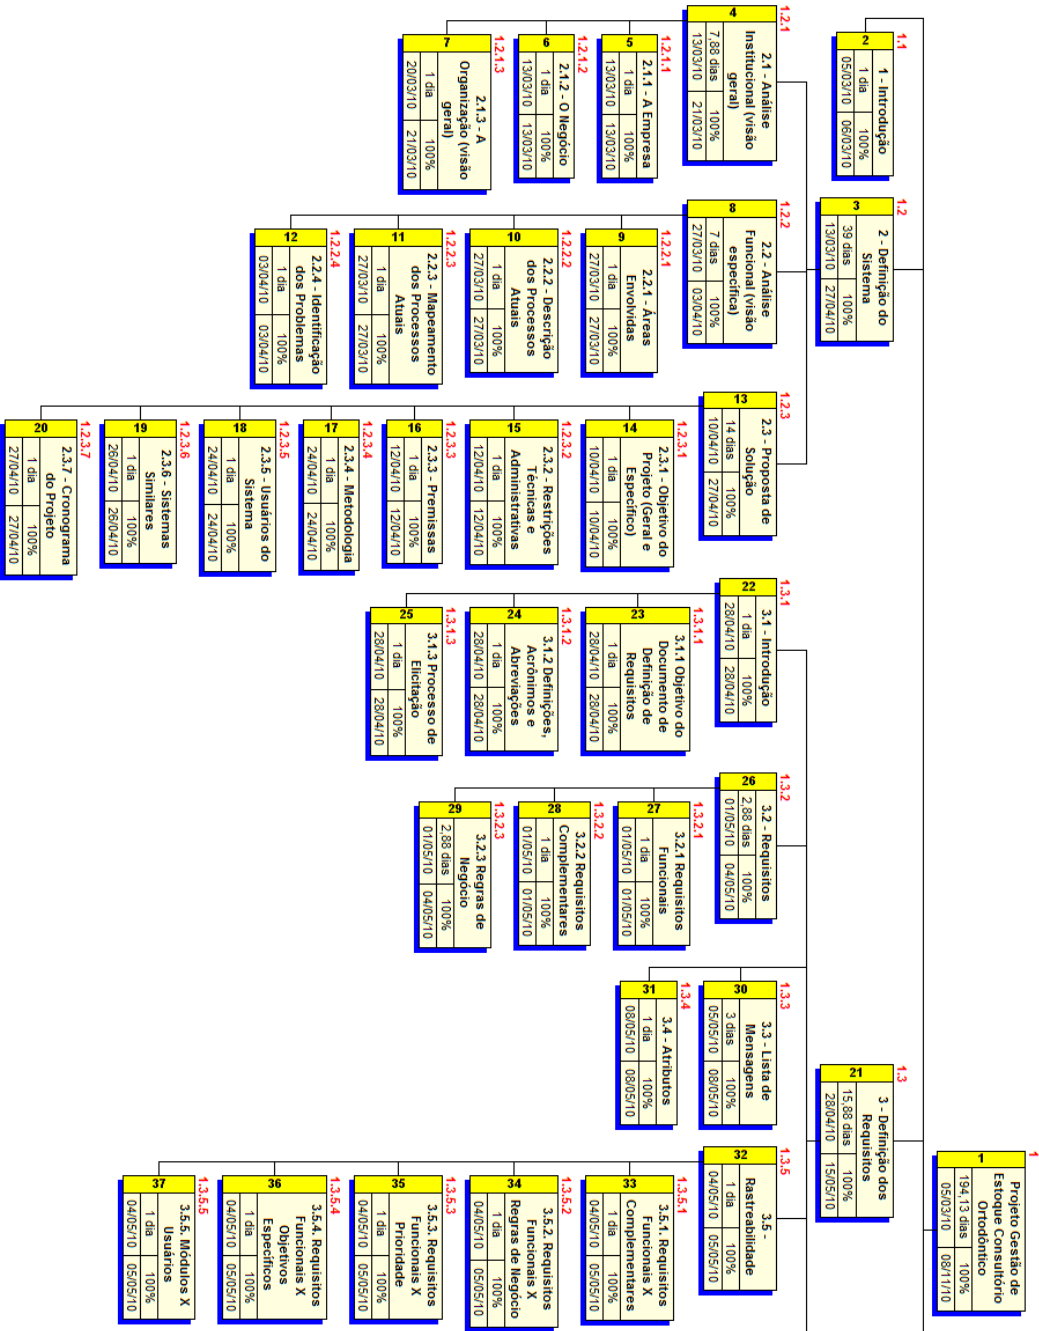 1
1
Projeto Gestão de
Estoque Consultório
Ortodôntico
194,13 dias 100%
05/03/10 08/11/10
1.1
2
1 - Introdução
1 dia 100%
05/03/10 06/03/10
1.2
3
2 - Definição do
Sistema
39 dias 100%
13/03/10 27/04/10
1.2.1
4
2.1 - Análise
Institucional (visão
geral)
7,88 dias 100%
13/03/10 21/03/10
1.2.1.1
5
2.1.1 - A Empresa
1 dia 100%
13/03/10 13/03/10
1.2.1.2
6
2.1.2 - O Negócio
1 dia 100%
13/03/10 13/03/10
1.2.1.3
7
2.1.3 - A
Organização (visão
geral)
1 dia 100%
20/03/10 21/03/10
1.2.2
8
2.2 - Análise
Funcional (visão
específica)
7 dias 100%
27/03/10 03/04/10
1.2.2.1
9
2.2.1 - Áreas
Envolvidas
1 dia 100%
27/03/10 27/03/10
1.2.2.2
10
2.2.2 - Descrição
dos Processos
Atuais
1 dia 100%
27/03/10 27/03/10
1.2.2.3
11
2.2.3 - Mapeamento
dos Processos
Atuais
1 dia 100%
27/03/10 27/03/10
1.2.2.4
12
2.2.4 - Identificação
dos Problemas
1 dia 100%
03/04/10 03/04/10
1.2.3
13
2.3 - Proposta de
Solução
14 dias 100%
10/04/10 27/04/10
1.2.3.1
14
2.3.1 - Objetivo do
Projeto (Geral e
Específico)
1 dia 100%
10/04/10 10/04/10
1.2.3.2
15
2.3.2 - Restrições
Técnicas e
Administrativas
1 dia 100%
12/04/10 12/04/10
1.2.3.3
16
2.3.3 - Premissas
1 dia 100%
12/04/10 12/04/10
1.2.3.4
17
2.3.4 - Metodologia
1 dia 100%
24/04/10 24/04/10
1.2.3.5
18
2.3.5 - Usuários do
Sistema
1 dia 100%
24/04/10 24/04/10
1.2.3.6
19
2.3.6 - Sistemas
Similares
1 dia 100%
26/04/10 26/04/10
1.2.3.7
20
2.3.7 - Cronograma
do Projeto
1 dia 100%
27/04/10 27/04/10
1.3
21
3 - Definição dos
Requisitos
15,88 dias 100%
28/04/10 15/05/10
1.3.1
22
3.1 - Introdução
1 dia 100%
28/04/10 28/04/10
1.3.1.1
23
3.1.1 Objetivo do
Documento de
Definição de
Requisitos
1 dia 100%
28/04/10 28/04/10
1.3.1.2
24
3.1.2 Definições,
Acrônimos e
Abreviações
1 dia 100%
28/04/10 28/04/10
1.3.1.3
25
3.1.3 Processo de
Elicitação
1 dia 100%
28/04/10 28/04/10
1.3.2
26
3.2 - Requisitos
2,88 dias 100%
01/05/10 04/05/10
1.3.2.1
27
3.2.1 Requisitos
Funcionais
1 dia 100%
01/05/10 01/05/10
1.3.2.2
28
3.2.2 Requisitos
Complementares
1 dia 100%
01/05/10 01/05/10
1.3.2.3
29
3.2.3 Regras de
Negócio
2,88 dias 100%
01/05/10 04/05/10
1.3.3
30
3.3 - Lista de
Mensagens
3 dias 100%
05/05/10 08/05/10
1.3.4
31
3.4 - Atributos
1 dia 100%
08/05/10 08/05/10
1.3.5
32
3.5 -
Rastreabilidade
1 dia 100%
04/05/10 05/05/10
1.3.5.1
33
3.5.1. Requisitos
Funcionais X
Complementares
1 dia 100%
04/05/10 05/05/10
1.3.5.2
34
3.5.2. Requisitos
Funcionais X
Regras de Negócio
1 dia 100%
04/05/10 05/05/10
1.3.5.3
35
3.5.3. Requisitos
Funcionais X
Prioridade
1 dia 100%
04/05/10 05/05/10
1.3.5.4
36
3.5.4. Requisitos
Funcionais X
Objetivos
Específicos
1 dia 100%
04/05/10 05/05/10
1.3.5.5
37
3.5.5. Módulos X
Usuários
1 dia 100%
04/05/10 05/05/10